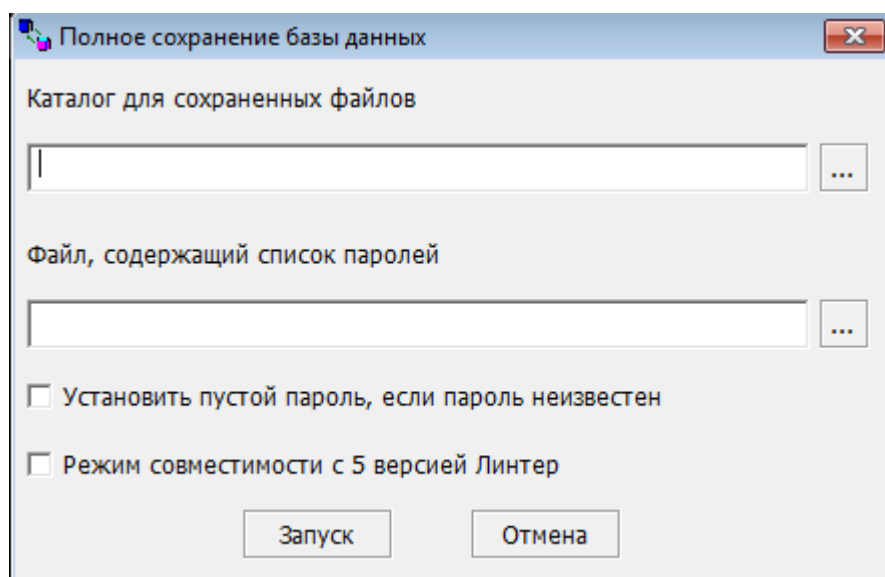 Полное сохранение базы данных
Каталог для сохраненных файлов
...
Файл, содержащий список паролей
...
Установить пустой пароль, если пароль неизвестен
Режим совместимости с 5 версией Линтер
Запуск Отмена